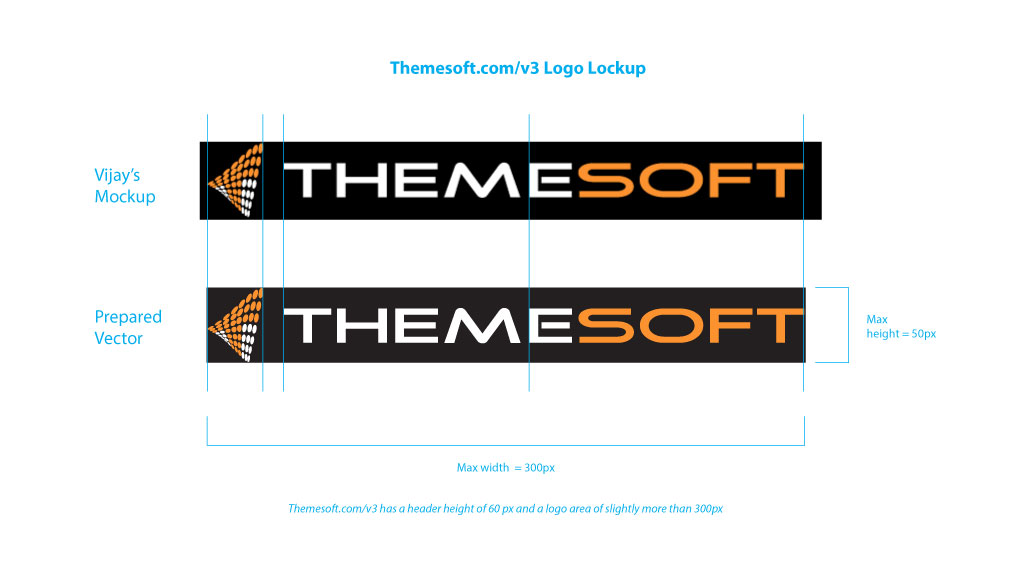 Themesoft.com/v3 Logo Lockup
Vijay's
Mockup
THEMESOFT
Prepared
Vector
THEMESOFT
Max
height = 50px
Max width  = 300px
Themesoft.com/v3 has a header height of 60 px and a logo area of slightly more than 300px